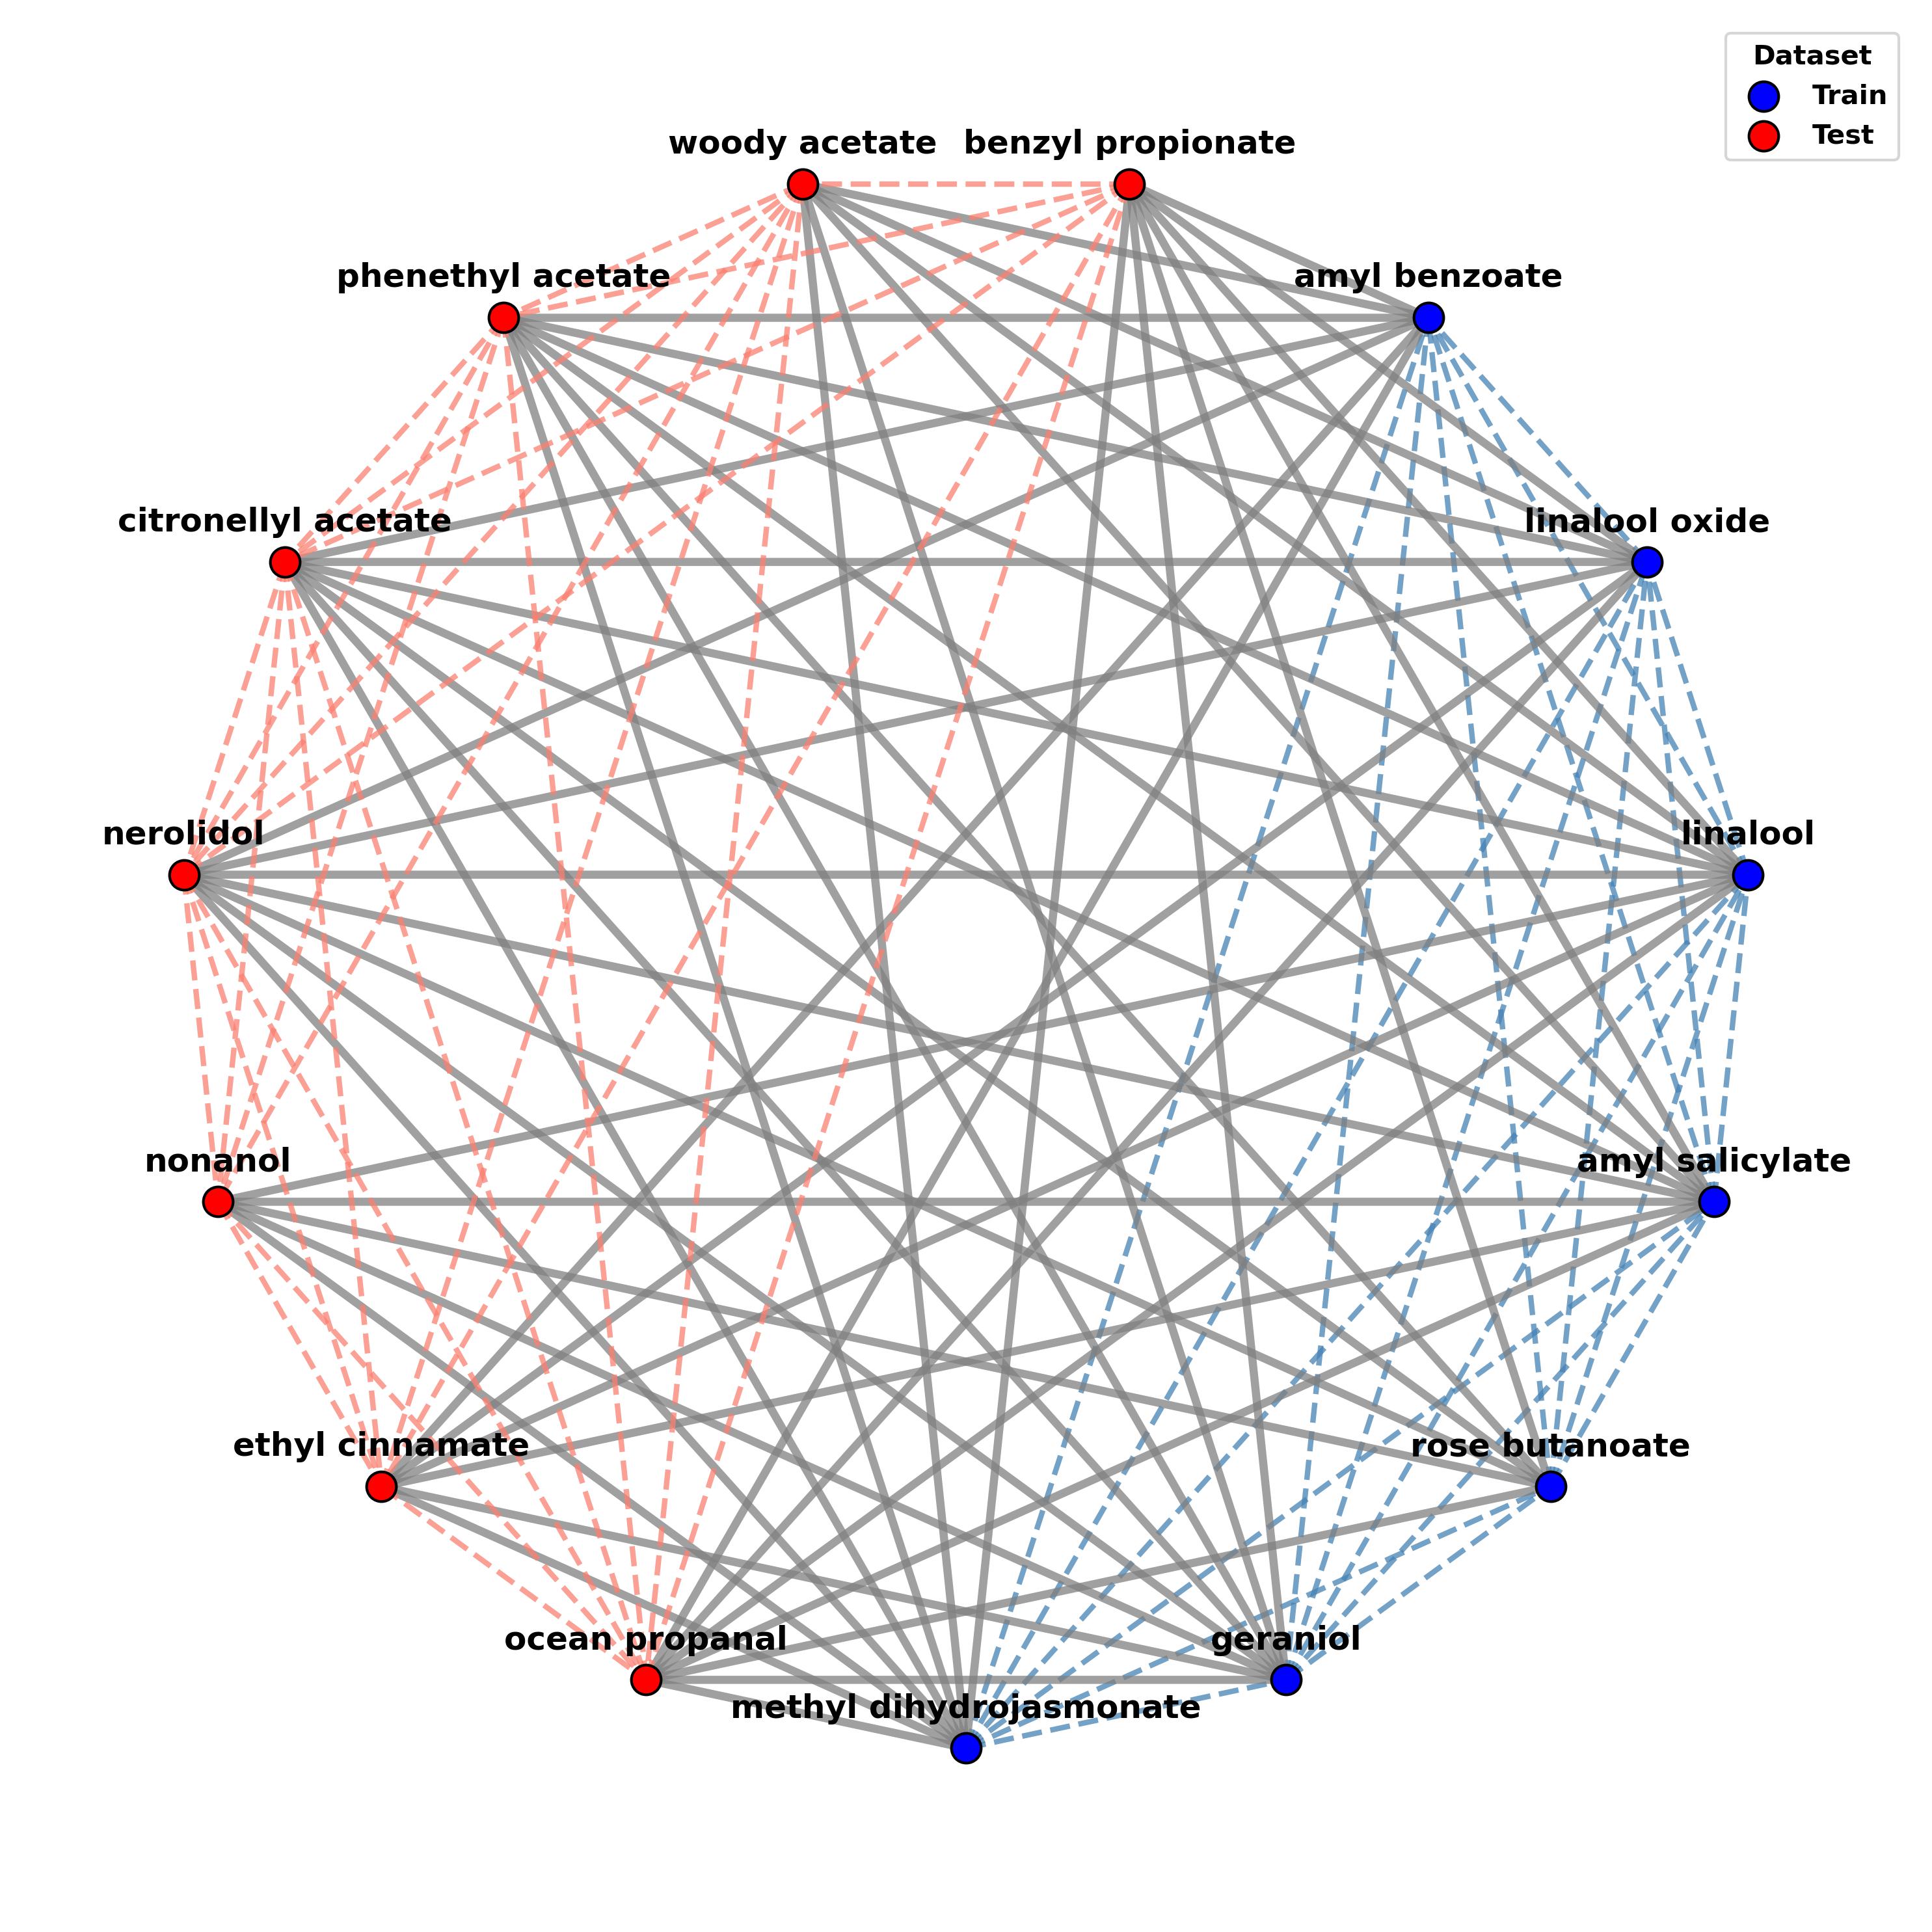 Dataset
Train
Test
woody acetate
benzyl propionate
phenethyl acetate
amyl benzoate
citronellyl acetate
linalool oxide
nerolidol
linalool
nonanol
amyl salicylate
ethyl cinnamate
rose butanoate
ocean propanal
geraniol
methyl dihydrojasmonate